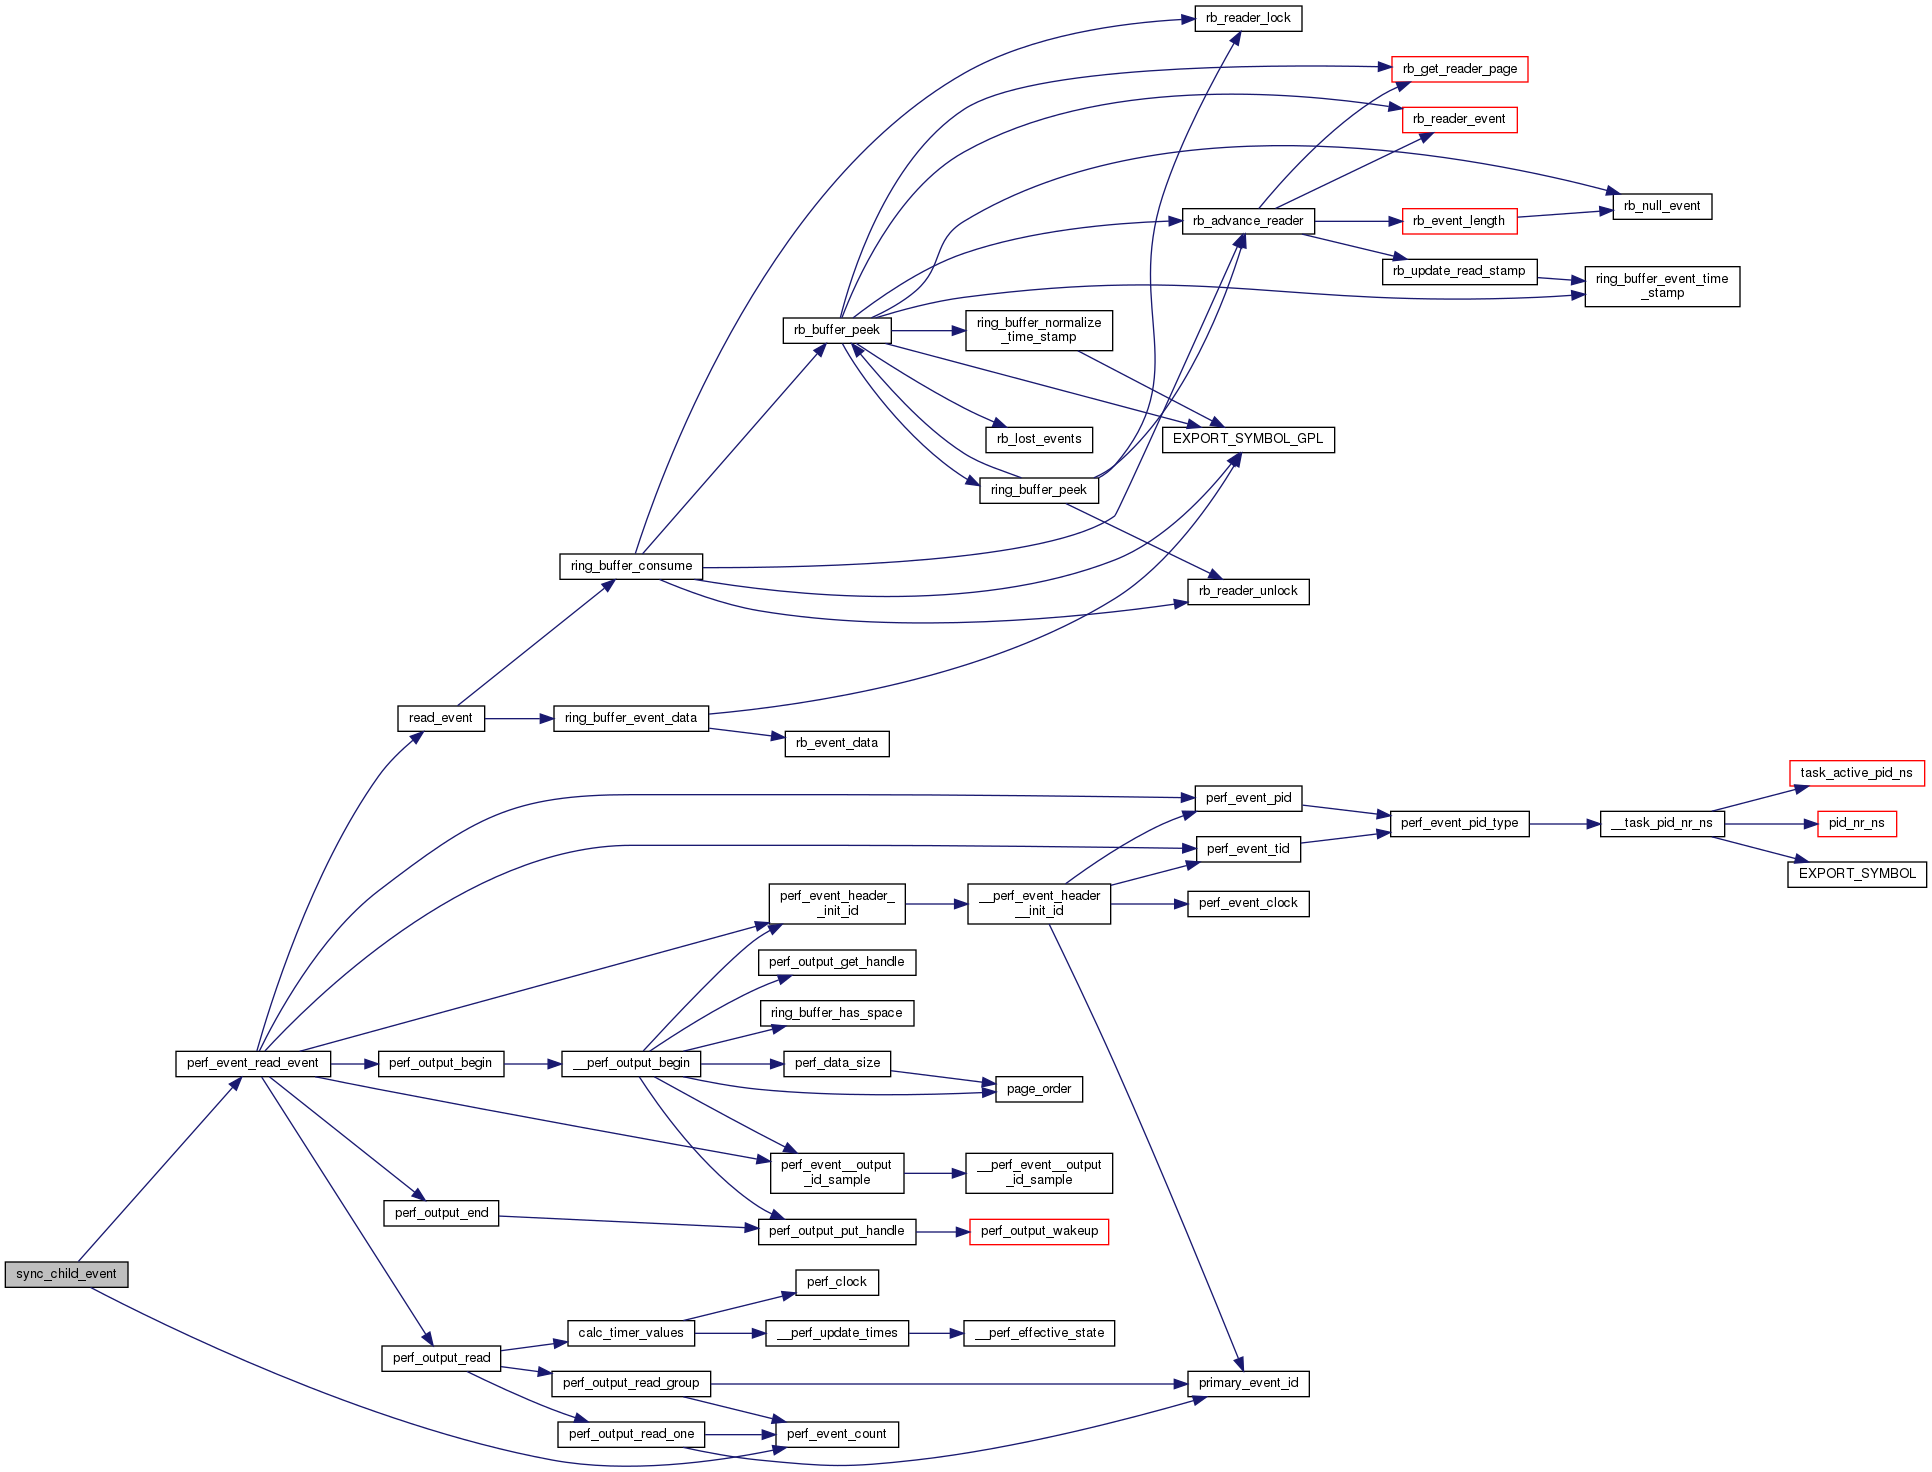 rb_reader_lock
rb_get_reader_page
rb_reader_event
rb_null_event
rb_advance_reader
rb_event_length
rb_update_read_stamp
ring_buffer_event_time
_stamp
rb_buffer_peek
ring_buffer_normalize
_time_stamp
rb_lost_events
EXPORT_SYMBOL_GPL
ring_buffer_peek
ring_buffer_consume
rb_reader_unlock
read_event
ring_buffer_event_data
rb_event_data
task_active_pid_ns
perf_event_pid
perf_event_pid_type
__task_pid_nr_ns
pid_nr_ns
perf_event_tid
EXPORT_SYMBOL
perf_event_header_
_init_id
__perf_event_header
__init_id
perf_event_clock
perf_output_get_handle
ring_buffer_has_space
perf_event_read_event
perf_output_begin
__perf_output_begin
perf_data_size
page_order
perf_event__output
_id_sample
__perf_event__output
_id_sample
perf_output_end
perf_output_put_handle
perf_output_wakeup
sync_child_event
perf_clock
calc_timer_values
__perf_update_times
__perf_effective_state
perf_output_read
perf_output_read_group
primary_event_id
perf_output_read_one
perf_event_count